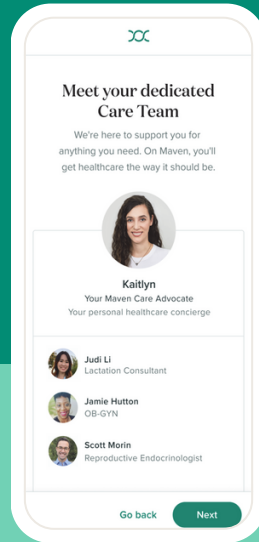 Meet your dedicated
Care Team
We're here to support you for
anything you need. On Maven, you'll
get healthcare the way it should be.
Kaitlyn
Your Maven Care Advocate
Your personal healthcare concierge
Judi Li
Lactation Consultant
Jamie Hutton
OB-GYN
Scott Morin
Reproductive Endocrinologist
Go back
Next